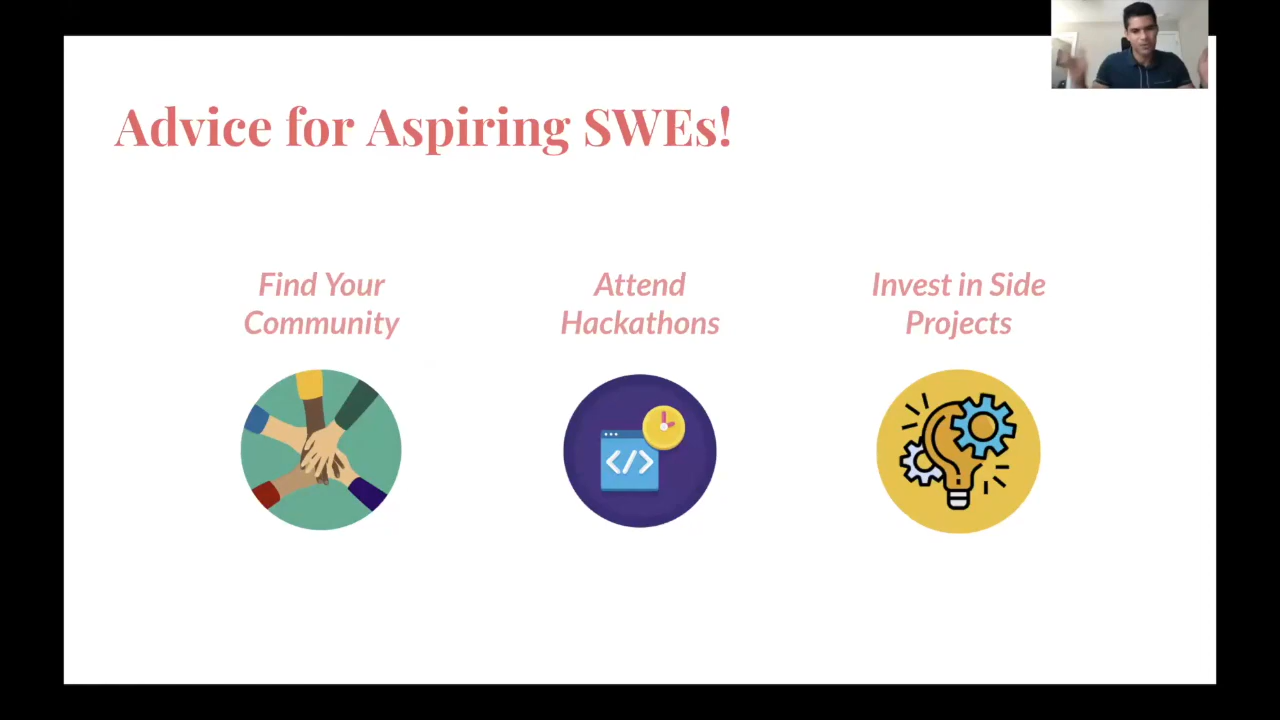 Advice for Aspiring SWEs!
Find Your
Community
Attend
Hackathons
Invest in Side
Projects
</>